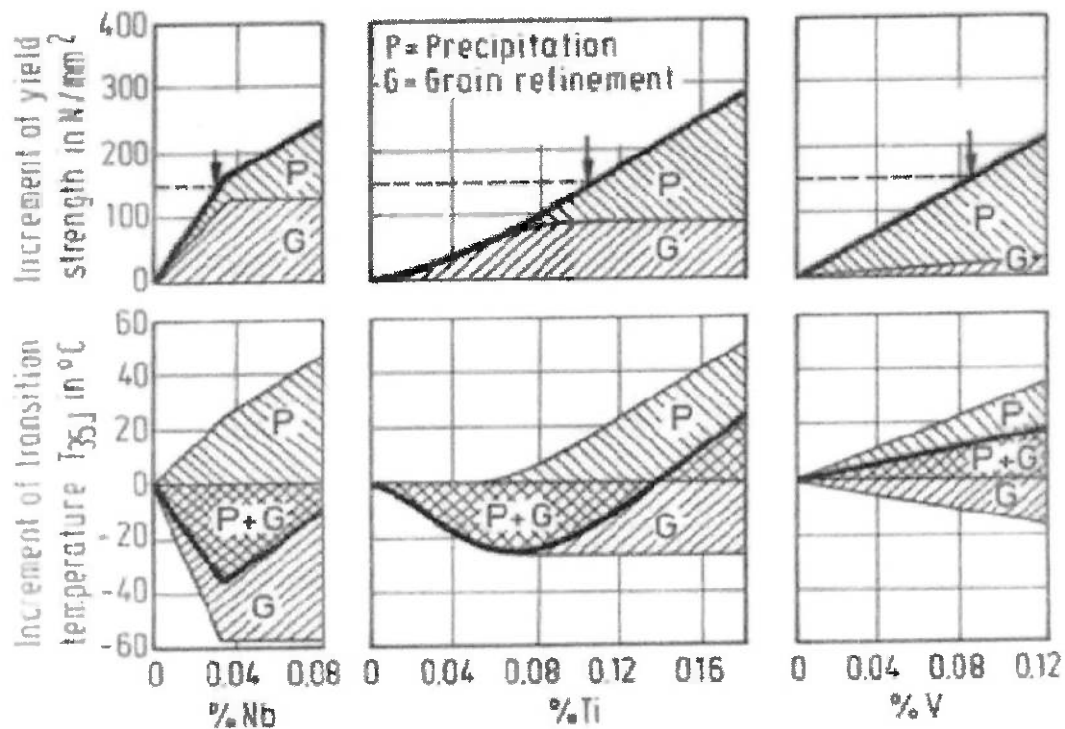 Increment of yield
strength in N/mm²
400
300
200
100
0
P
G
P = Precipitation
G = Grain refinement
P
G
P
G
Increment of transition
temperature T35J in °C
60
40
20
0
-20
-40
-60
P
P+G
G
P
P+G
G
P
P+G
G
0 0.04 0.08
% Nb
0 0.04 0.08 0.12 0.16
% Ti
0 0.04 0.08 0.12
% V